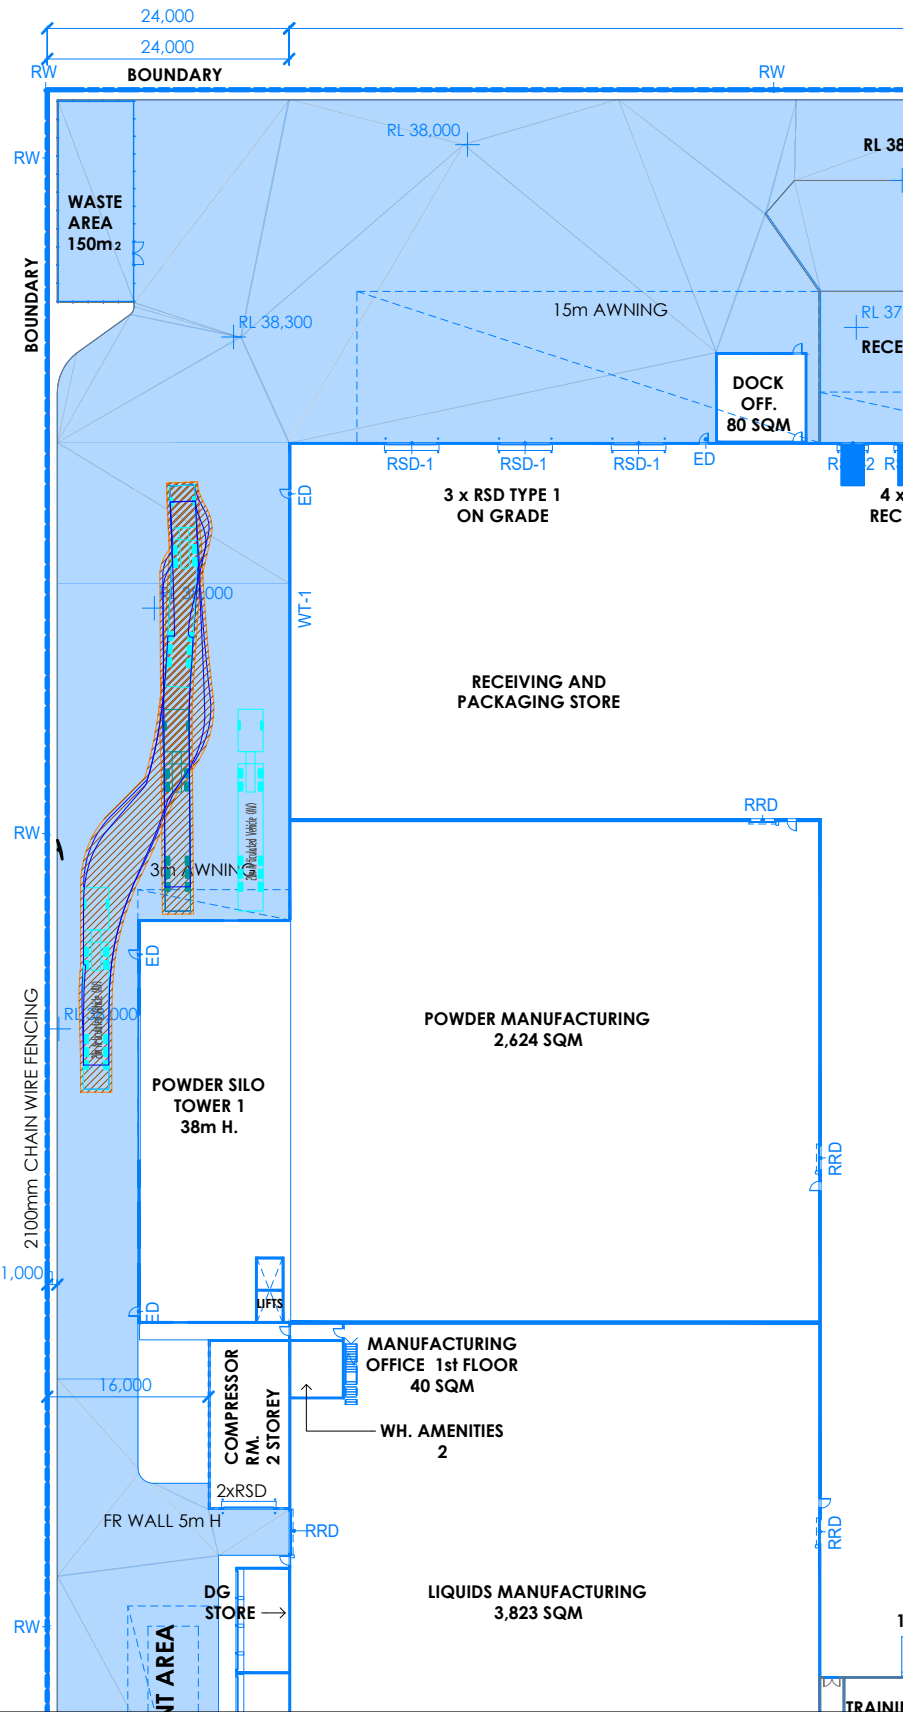 24,000
24,000
BOUNDARY
RW
RW
RL 38,000
RL 38
RW
WASTE
AREA
150m2
BOUNDARY
RL 38,300
15m AWNING
RL 37
RECE
DOCK
OFF.
80 SQM
RSD-1
RSD-1
RSD-1
ED
3 x RSD TYPE 1
ON GRADE
4 x
REC
ED
WT-1
RECEIVING AND
PACKAGING STORE
RRD
RW
3m AWNING
ED
2100mm CHAIN WIRE FENCING
POWDER MANUFACTURING
2,624 SQM
POWDER SILO
TOWER 1
38m H.
RRD
1,000
LIFTS
ED
MANUFACTURING
OFFICE 1st FLOOR
40 SQM
16,000
COMPRESSOR
RM.
2 STOREY
WH. AMENITIES
2
2xRSD
FR WALL 5m H
RRD
RRD
DG
STORE
LIQUIDS MANUFACTURING
3,823 SQM
RW
NT AREA
1